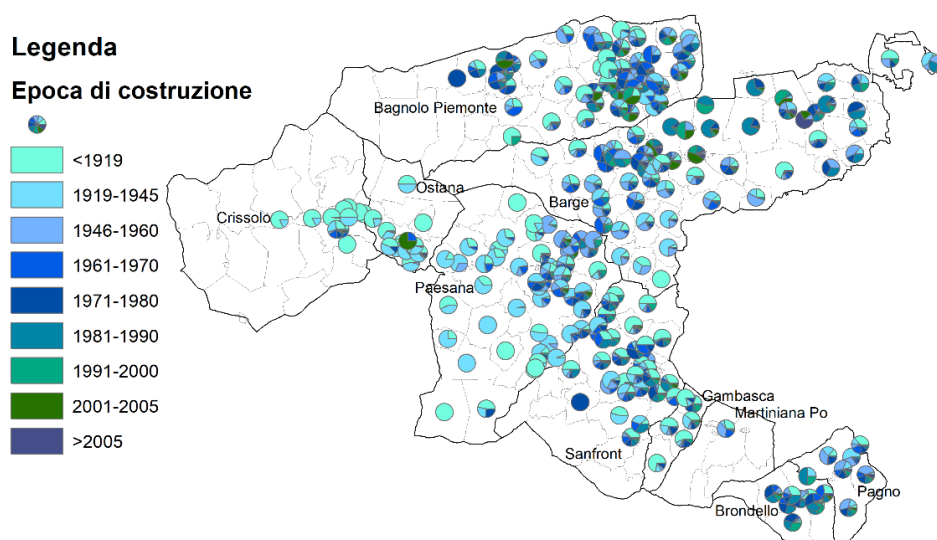 Legenda
Epoca di costruzione
<1919
1919-1945
1946-1960
1961-1970
1971-1980
1981-1990
1991-2000
2001-2005
>2005
Bagnolo Piemonte
Ostana
Crissolo
Barge
Paesana
Gambasca
Martiniana Po
Sanfront
Pagno
Brondello